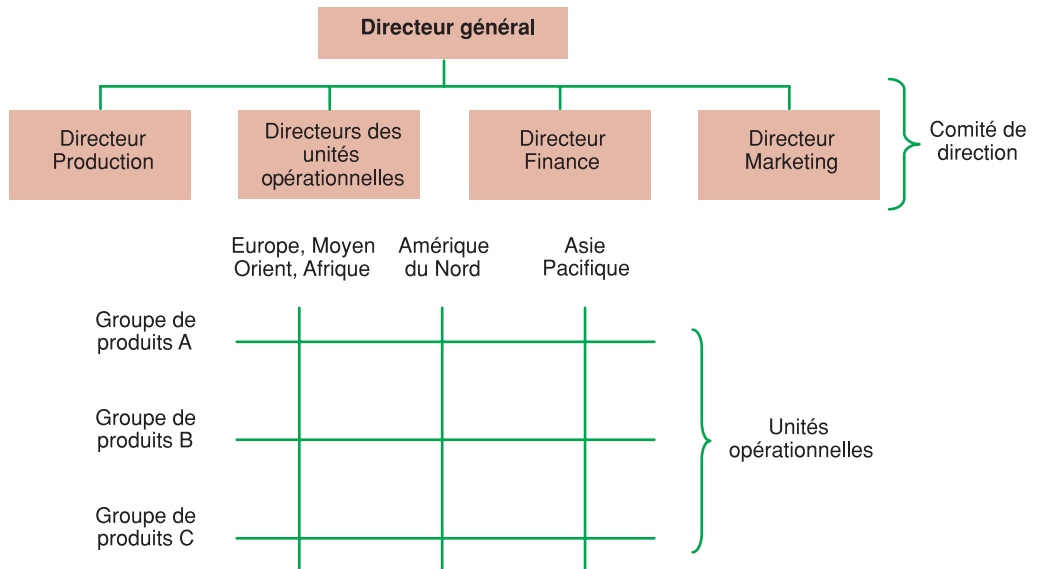 Directeur général
Directeur
Production
Directeurs des
unités
opérationnelles
Directeur
Finance
Directeur
Marketing
Comité de
direction
Europe, Moyen
Orient, Afrique
Amérique
du Nord
Asie
Pacifique
Groupe de
produits A
Groupe de
produits B
Groupe de
produits C
Unités
opérationnelles